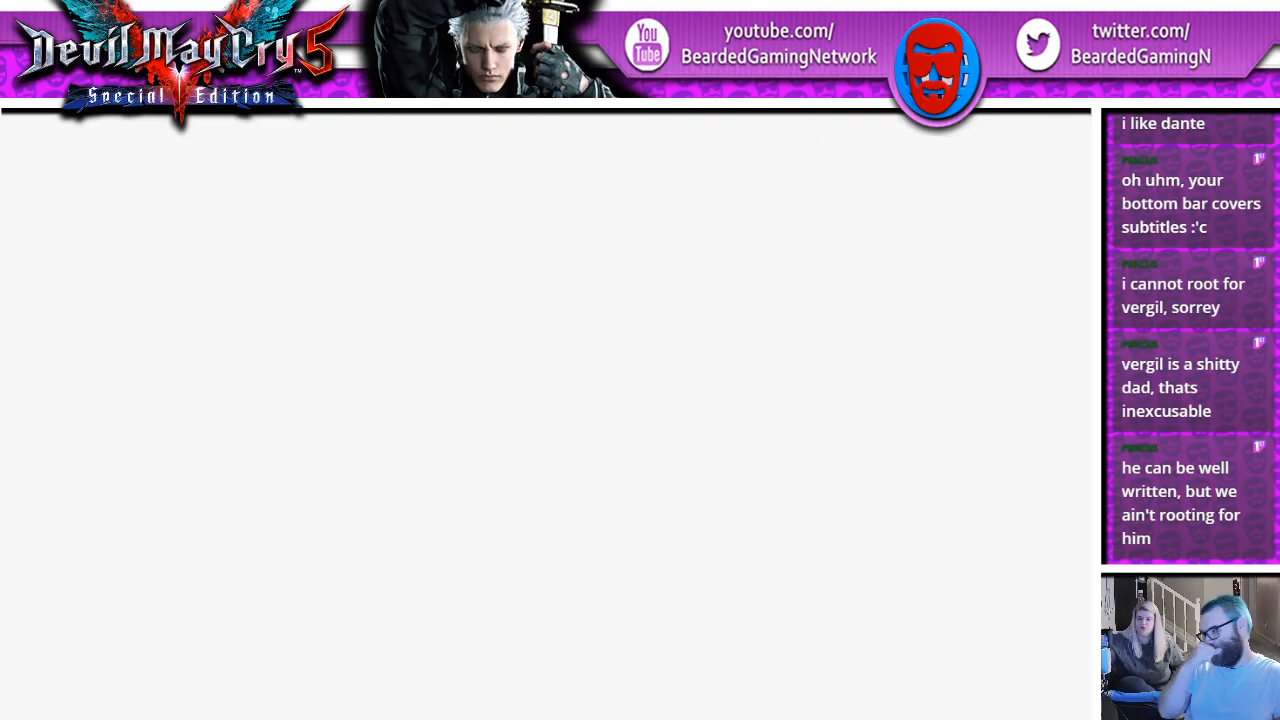 Devil May Cry 5
Special Edition
You
Tube
youtube.com/
BeardedGamingNetwork
twitter.com/
BeardedGamingN
i like dante
oh uhm, your
bottom bar covers
subtitles :'c
i cannot root for
vergil, sorrey
vergil is a shitty
dad, thats
inexcusable
he can be well
written, but we
ain't rooting for
him